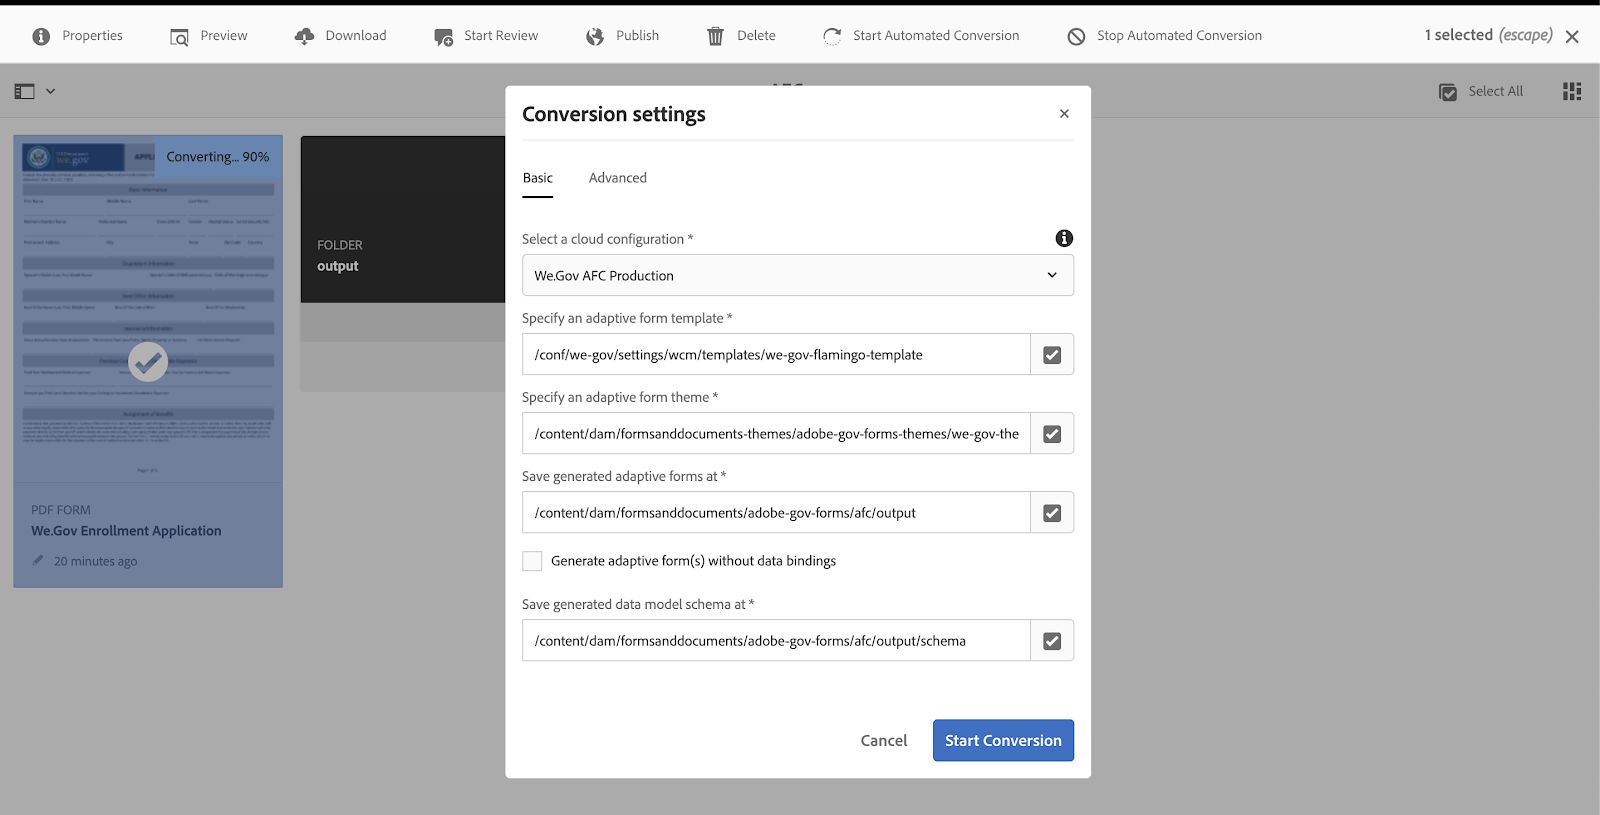 Properties
Preview
Download
Start Review
Publish
Delete
Start Automated Conversion
Stop Automated Conversion
1 selected (escape)
Select All
Converting... 90%
we.gov
FOLDER
output
PDF FORM
We.Gov Enrollment Application
20 minutes ago
Conversion settings
Basic
Advanced
Select a cloud configuration *
We.Gov AFC Production
Specify an adaptive form template *
/conf/we-gov/settings/wcm/templates/we-gov-flamingo-template
Specify an adaptive form theme *
/content/dam/formsanddocuments-themes/adobe-gov-forms-themes/we-gov-the
Save generated adaptive forms at *
/content/dam/formsanddocuments/adobe-gov-forms/afc/output
Generate adaptive form(s) without data bindings
Save generated data model schema at *
/content/dam/formsanddocuments/adobe-gov-forms/afc/output/schema
Cancel
Start Conversion